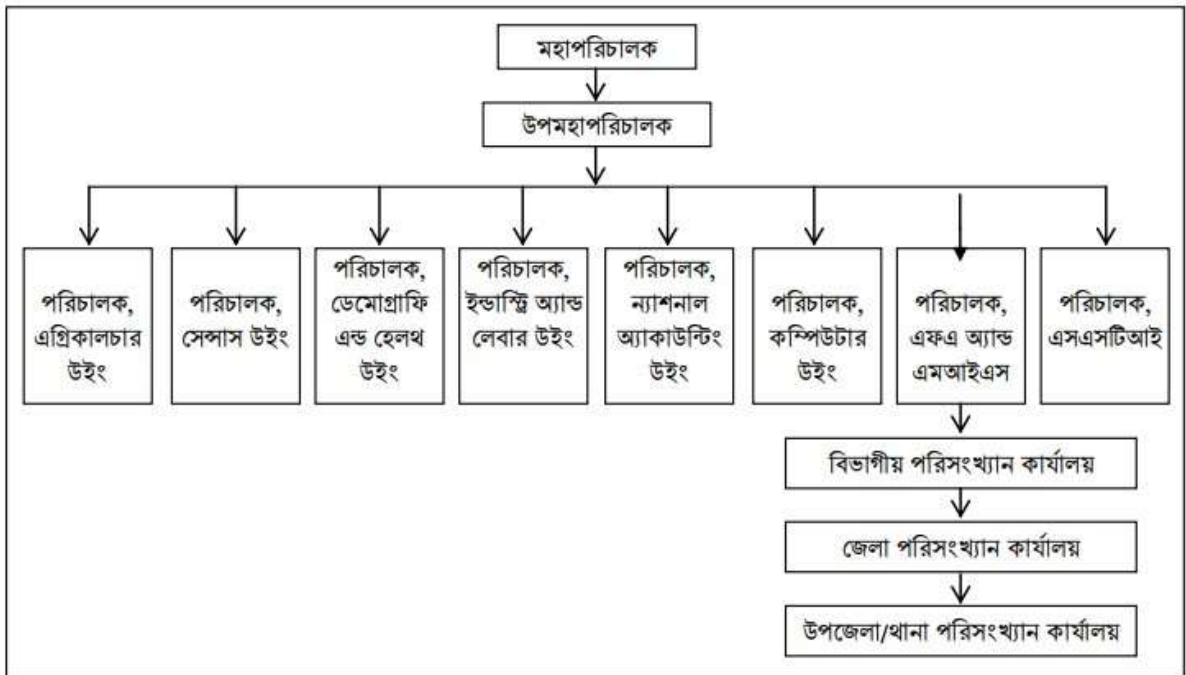 মহাপরিচালক
উপমহাপরিচালক
পরিচালক,
এগ্রিকালচার
উইং
পরিচালক,
সেন্সাস উইং
পরিচালক,
ডেমোগ্রাফি
এন্ড হেলথ
উইং
পরিচালক,
ইন্ডাস্ট্রি অ্যান্ড
লেবার উইং
পরিচালক,
ন্যাশনাল
অ্যাকাউন্টিং
উইং
পরিচালক,
কম্পিউটার
উইং
পরিচালক,
এফএ অ্যান্ড
এমআইএস
পরিচালক,
এসএসটিআই
বিভাগীয় পরিসংখ্যান কার্যালয়
জেলা পরিসংখ্যান কার্যালয়
উপজেলা/থানা পরিসংখ্যান কার্যালয়